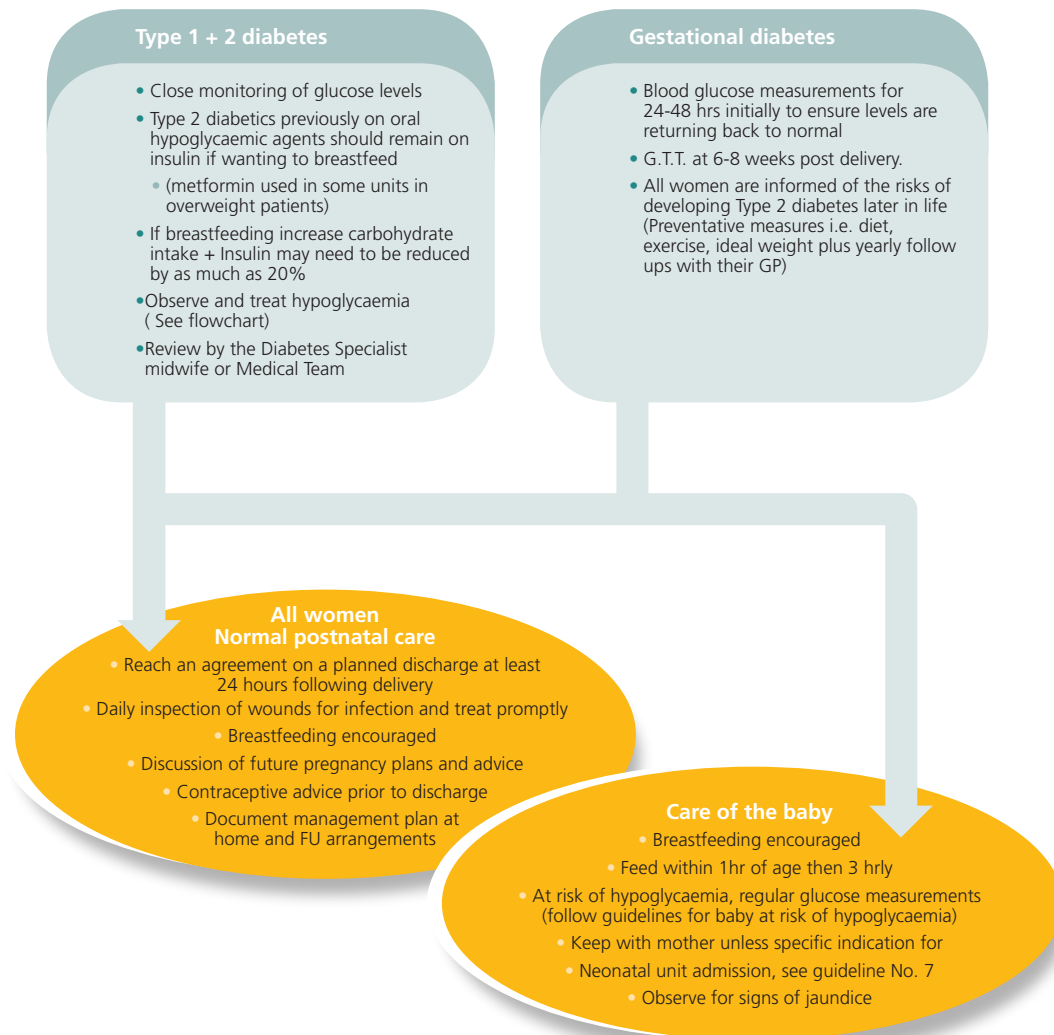 Type 1 + 2 diabetes
• Close monitoring of glucose levels
• Type 2 diabetics previously on oral
hypoglycaemic agents should remain on
insulin if wanting to breastfeed
• (metformin used in some units in
overweight patients)
• If breastfeeding increase carbohydrate
intake + Insulin may need to be reduced
by as much as 20%
•Observe and treat hypoglycaemia
( See flowchart)
•Review by the Diabetes Specialist
midwife or Medical Team
Gestational diabetes
• Blood glucose measurements for
24-48 hrs initially to ensure levels are
returning back to normal
• G.T.T. at 6-8 weeks post delivery.
• All women are informed of the risks of
developing Type 2 diabetes later in life
(Preventative measures i.e. diet,
exercise, ideal weight plus yearly follow
ups with their GP)
All women
Normal postnatal care
• Reach an agreement on a planned discharge at least
24 hours following delivery
• Daily inspection of wounds for infection and treat promptly
• Breastfeeding encouraged
• Discussion of future pregnancy plans and advice
• Contraceptive advice prior to discharge
• Document management plan at
home and FU arrangements
Care of the baby
• Breastfeeding encouraged
• Feed within 1hr of age then 3 hrly
• At risk of hypoglycaemia, regular glucose measurements
(follow guidelines for baby at risk of hypoglycaemia)
• Keep with mother unless specific indication for
• Neonatal unit admission, see guideline No. 7
• Observe for signs of jaundice